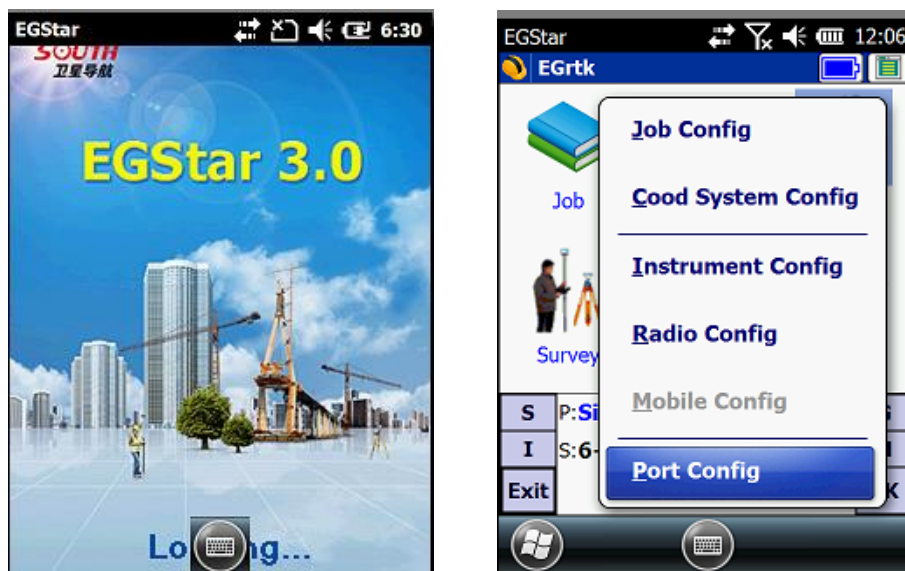 EGStar
6:30
SOUTH
卫星导航
EGStar 3.0
EGStar
12:06
EGrtk
Job Config
Job
Cood System Config
Instrument Config
Radio Config
Survey
Mobile Config
S P:Si
I S:6-
Port Config
Exit
K